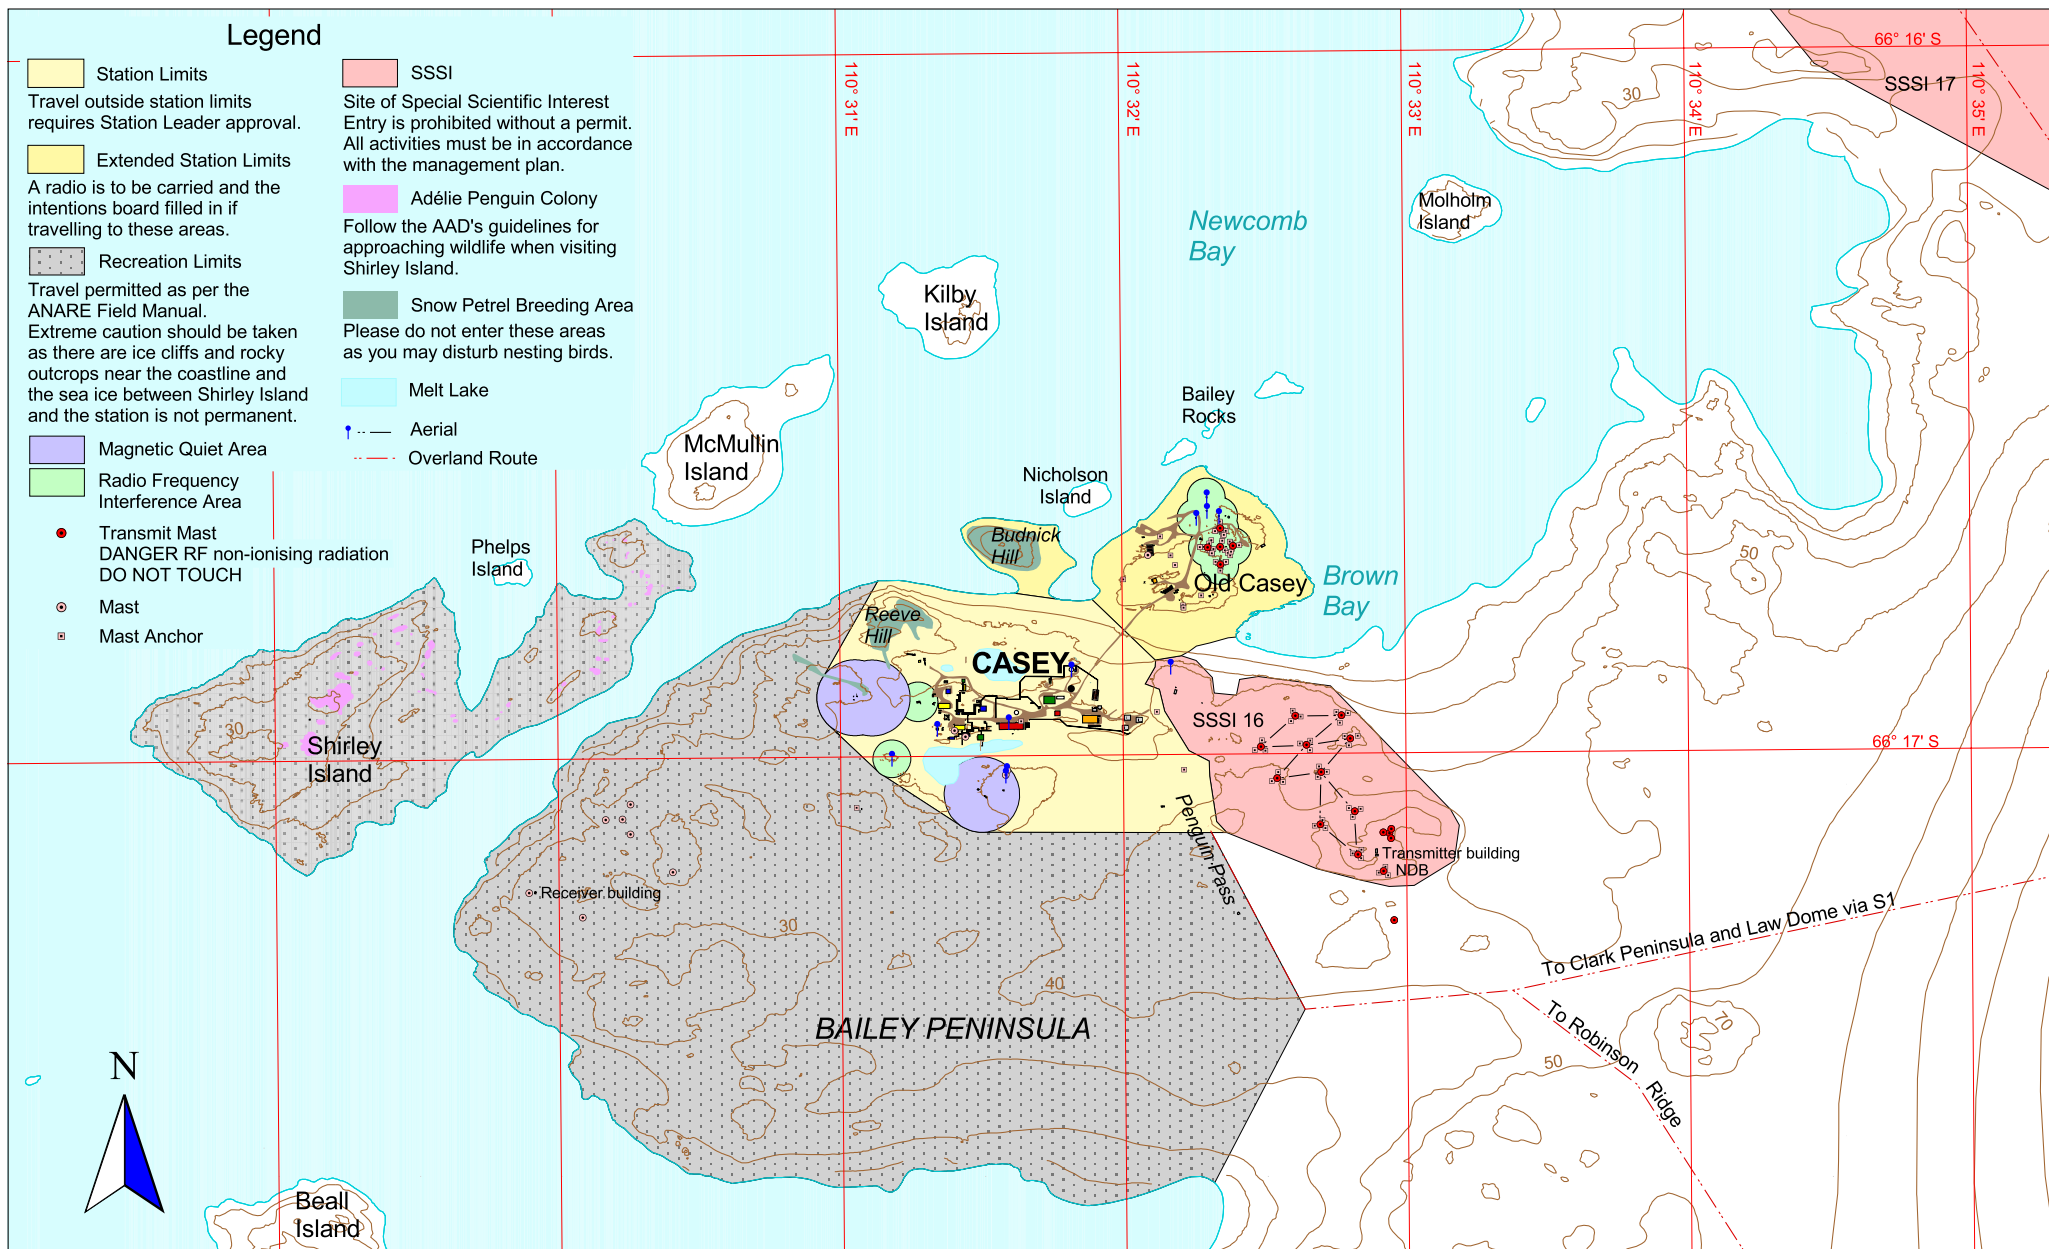 Legend
Station Limits
Travel outside station limits
requires Station Leader approval.
Extended Station Limits
A radio is to be carried and the
intentions board filled in if
travelling to these areas.
Recreation Limits
Travel permitted as per the
ANARE Field Manual.
Extreme caution should be taken
as there are ice cliffs and rocky
outcrops near the coastline and
the sea ice between Shirley Island
and the station is not permanent.
Magnetic Quiet Area
Radio Frequency
Interference Area
Transmit Mast
DANGER RF non-ionising radiation
DO NOT TOUCH
Mast
Mast Anchor
SSSI
Site of Special Scientific Interest
Entry is prohibited without a permit.
All activities must be in accordance
with the management plan.
Adélie Penguin Colony
Follow the AAD's guidelines for
approaching wildlife when visiting
Shirley Island.
Snow Petrel Breeding Area
Please do not enter these areas
as you may disturb nesting birds.
Melt Lake
Aerial
Overland Route
110° 31' E
110° 32' E
110° 33' E
110° 34' E
110° 35' E
66° 16' S
SSSI 17
30
Molholm
Island
Newcomb
Bay
Kilby
Island
Bailey
Rocks
McMullin
Island
Nicholson
Island
Phelps
Island
Budnick
Hill
Old Casey
Brown
Bay
50
Reeve
Hill
CASEY
SSSI 16
66° 17' S
30
Shirley
Island
Penguin Pass
Transmitter building
NDB
Receiver building
30
40
To Clark Peninsula and Law Dome via S1
BAILEY PENINSULA
To Robinson
Ridge
70
50
N
Beall
Island